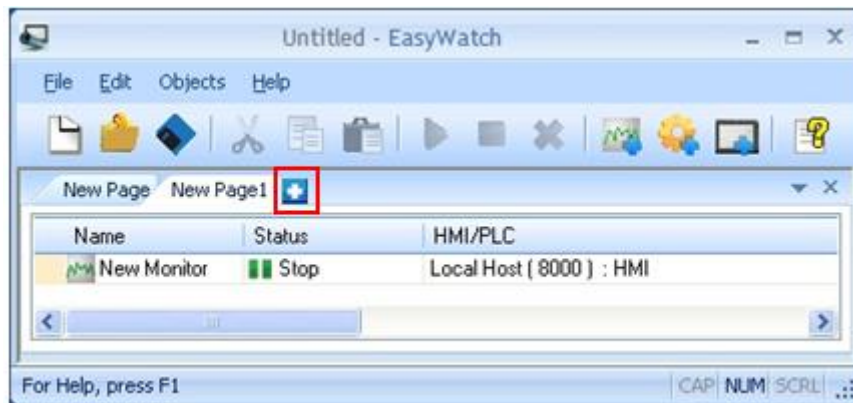 Untitled - EasyWatch
File Edit Objects Help
New Page New Page1
Name Status HMI/PLC
New Monitor Stop Local Host ( 8000 ) : HMI
For Help, press F1 CAP NUM SCRL